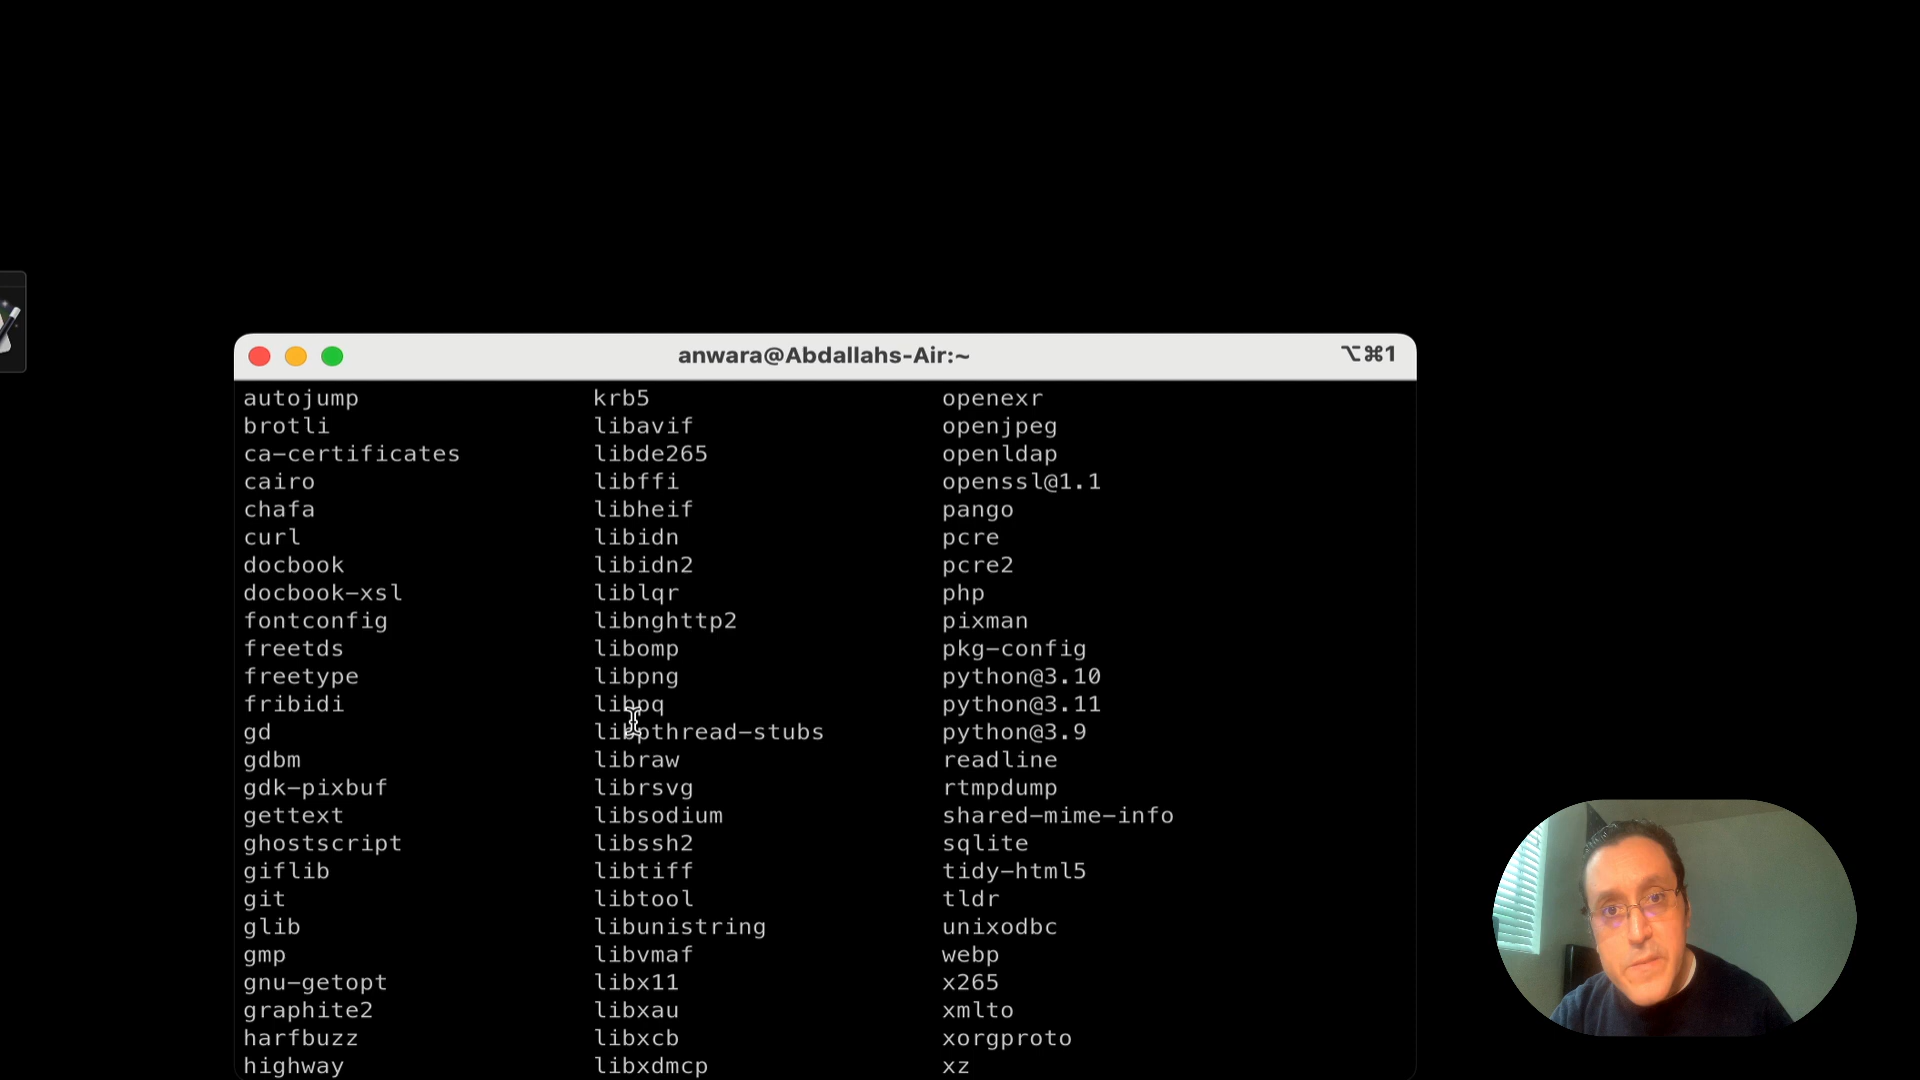 anwara@Abdallahs-Air:~ ⌥⌘1
autojump krb5 openexr
brotli libavif openjpeg
ca-certificates libde265 openldap
cairo libffi openssl@1.1
chafa libheif pango
curl libidn pcre
docbook libidn2 pcre2
docbook-xsl liblqr php
fontconfig libnghttp2 pixman
freetds libomp pkg-config
freetype libpng python@3.10
fribidi libpq python@3.11
gd libpthread-stubs python@3.9
gdbm libraw readline
gdk-pixbuf librsvg rtmpdump
gettext libsodium shared-mime-info
ghostscript libssh2 sqlite
giflib libtiff tidy-html5
git libtool tldr
glib libunistring unixodbc
gmp libvmaf webp
gnu-getopt libx11 x265
graphite2 libxau xmlto
harfbuzz libxcb xorgproto
highway libxdmcp xz